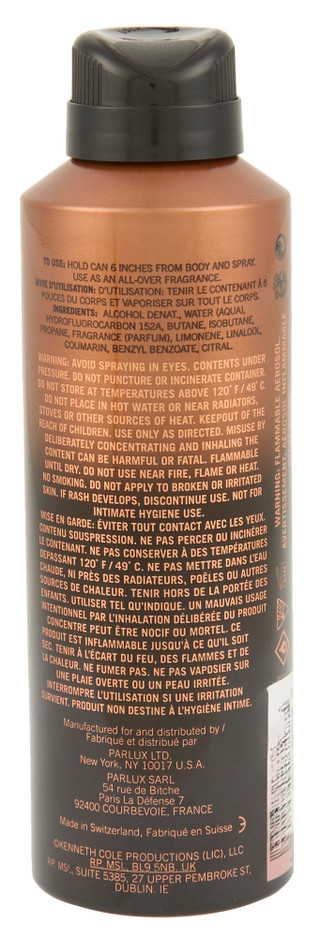 TO USE: HOLD CAN 6 INCHES FROM BODY AND SPRAY.
USE AS AN ALL-OVER FRAGRANCE.
MODE D'UTILISATION: D'UTILISATION: TENIR LE CONTENANT À 6
POUCES DU CORPS ET VAPORISER SUR TOUT LE CORPS.
INGREDIENTS: ALCOHOL DENAT., WATER (AQUA),
HYDROFLUOROCARBON 152A, BUTANE, ISOBUTANE,
PROPANE, FRAGRANCE (PARFUM), LIMONENE, LINALOOL,
COUMARIN, BENZYL BENZOATE, CITRAL.
WARNING: AVOID SPRAYING IN EYES. CONTENTS UNDER
PRESSURE. DO NOT PUNCTURE OR INCINERATE CONTAINER.
DO NOT STORE AT TEMPERATURES ABOVE 120˚ F / 49˚ C.
DO NOT PLACE IN HOT WATER OR NEAR RADIATORS,
STOVES OR OTHER SOURCES OF HEAT. KEEPOUT OF THE
REACH OF CHILDREN. USE ONLY AS DIRECTED. MISUSE BY
DELIBERATELY CONCENTRATING AND INHALING THE
CONTENT CAN BE HARMFUL OR FATAL. FLAMMABLE
UNTIL DRY. DO NOT USE NEAR FIRE, FLAME OR HEAT.
NO SMOKING. DO NOT APPLY TO BROKEN OR IRRITATED
SKIN. IF RASH DEVELOPS, DISCONTINUE USE. NOT FOR
INTIMATE HYGIENE USE.
MISE EN GARDE: ÉVITER TOUT CONTACT AVEC LES YEUX.
CONTENU SOUSPRESSION. NE PAS PERCER OU INCINÉRER
LE CONTENANT. NE PAS CONSERVER À DES TEMPÉRATURES
DEPASSANT 120˚ F / 49˚ C. NE PAS METTRE DANS L'EAU
CHAUDE, NI PRÈS DES RADIATEURS, POÊLES OU AUTRES
SOURCES DE CHALEUR. TENIR HORS DE LA PORTÉE DES
ENFANTS. UTILISER TEL QU'INDIQUE. UN MAUVAIS USAGE
INTENTIONNEL PAR L'INHALATION DÉLIBÉRÉE DU PRODUIT
CONCENTRE PEUT ÊTRE NOCIF OU MORTEL. CE
PRODUIT EST INFLAMMABLE JUSQU'À CE QU'IL SOIT
SEC. TENIR À L'ÉCART DU FEU, DES FLAMMES ET DE
LA CHALEUR. NE FUMER PAS. NE PAS VAPORISER SUR
UNE PLAIE OVERTE OU UN PEAU IRRITÉE.
INTERROMPRE L'UTILISATION SI UNE IRRITATION
SURVIENT. PRODUIT NON DESTINE À L'HYGIÈNE INTIME.
Manufactured for and distributed by /
Fabriqué et distribué par
PARLUX LTD.
New York, NY 10017 U.S.A.
PARLUX SARL
54 rue de Bitche
Paris La Défense 7
92400 COURBEVOIE, FRANCE
Made in Switzerland, Fabriqué en Suisse
©KENNETH COLE PRODUCTIONS (LIC), LLC
RP. MSL, BL9 5NB. UK
RP MSL, SUITE 5385, 27 UPPER PEMBROKE ST,
DUBLIN. IE
WARNING: FLAMMABLE AEROSOL.
AVERTISSEMENT: AEROSOL INFLAMMABLE